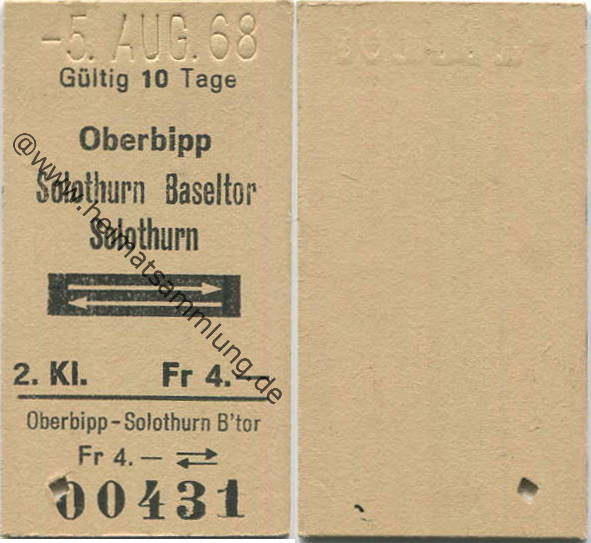 -5. AUG. 68
Gültig 10 Tage
Oberbipp
Solothurn Baseltor
Solothurn
2. Kl. Fr 4.—
Oberbipp-Solothurn B'tor
Fr 4.— ⇄
00431
@www.heimatsammlung.de